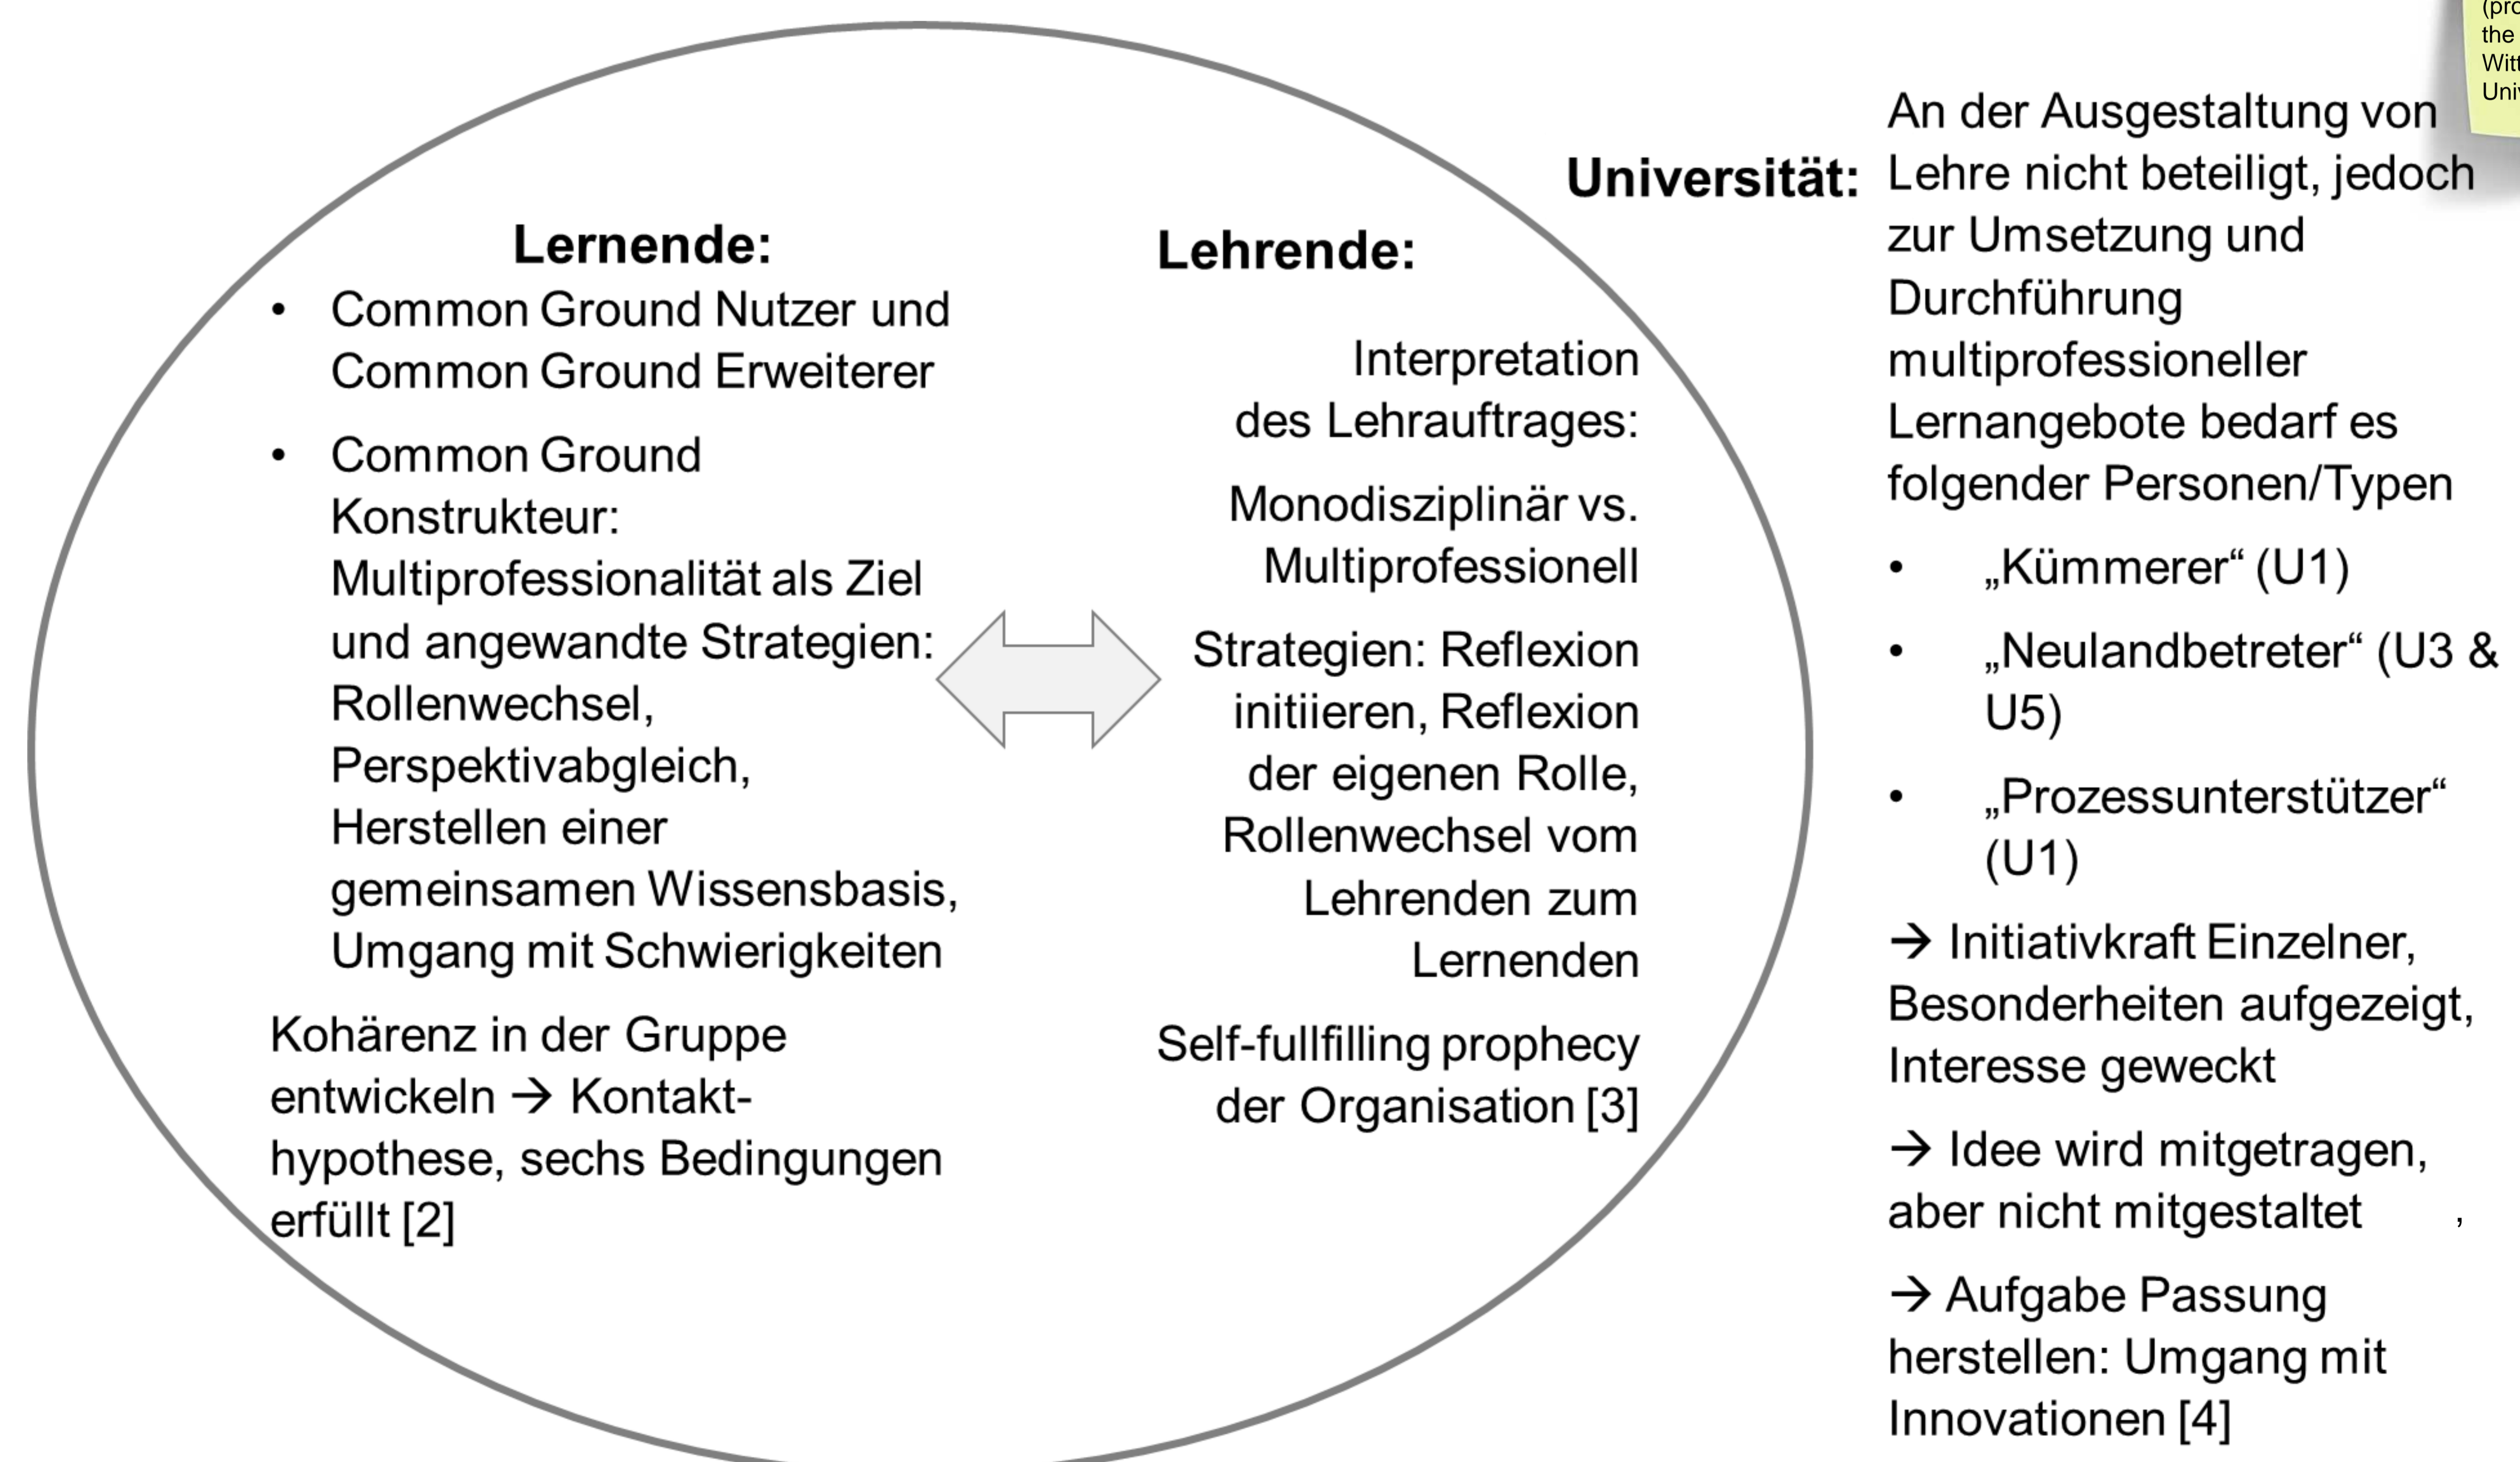 Lernende:
• Common Ground Nutzer und
Common Ground Erweiterer
• Common Ground
Konstrukteur:
Multiprofessionalität als Ziel
und angewandte Strategien:
Rollenwechsel,
Perspektivabgleich,
Herstellen einer
gemeinsamen Wissensbasis,
Umgang mit Schwierigkeiten
Kohärenz in der Gruppe
entwickeln → Kontakt-
hypothese, sechs Bedingungen
erfüllt [2]
Lehrende:
Interpretation
des Lehrauftrages:
Monodisziplinär vs.
Multiprofessionell
Strategien: Reflexion
initiieren, Reflexion
der eigenen Rolle,
Rollenwechsel vom
Lehrenden zum
Lernenden
Self-fullfilling prophecy
der Organisation [3]
Universität:
An der Ausgestaltung von
Lehre nicht beteiligt, jedoch
zur Umsetzung und
Durchführung
multiprofessioneller
Lernangebote bedarf es
folgender Personen/Typen
• „Kümmerer“ (U1)
• „Neulandbetreter“ (U3 &
U5)
• „Prozessunterstützer“
(U1)
→ Initiativkraft Einzelner,
Besonderheiten aufgezeigt,
Interesse geweckt
→ Idee wird mitgetragen,
aber nicht mitgestaltet ,
→ Aufgabe Passung
herstellen: Umgang mit
Innovationen [4]
the